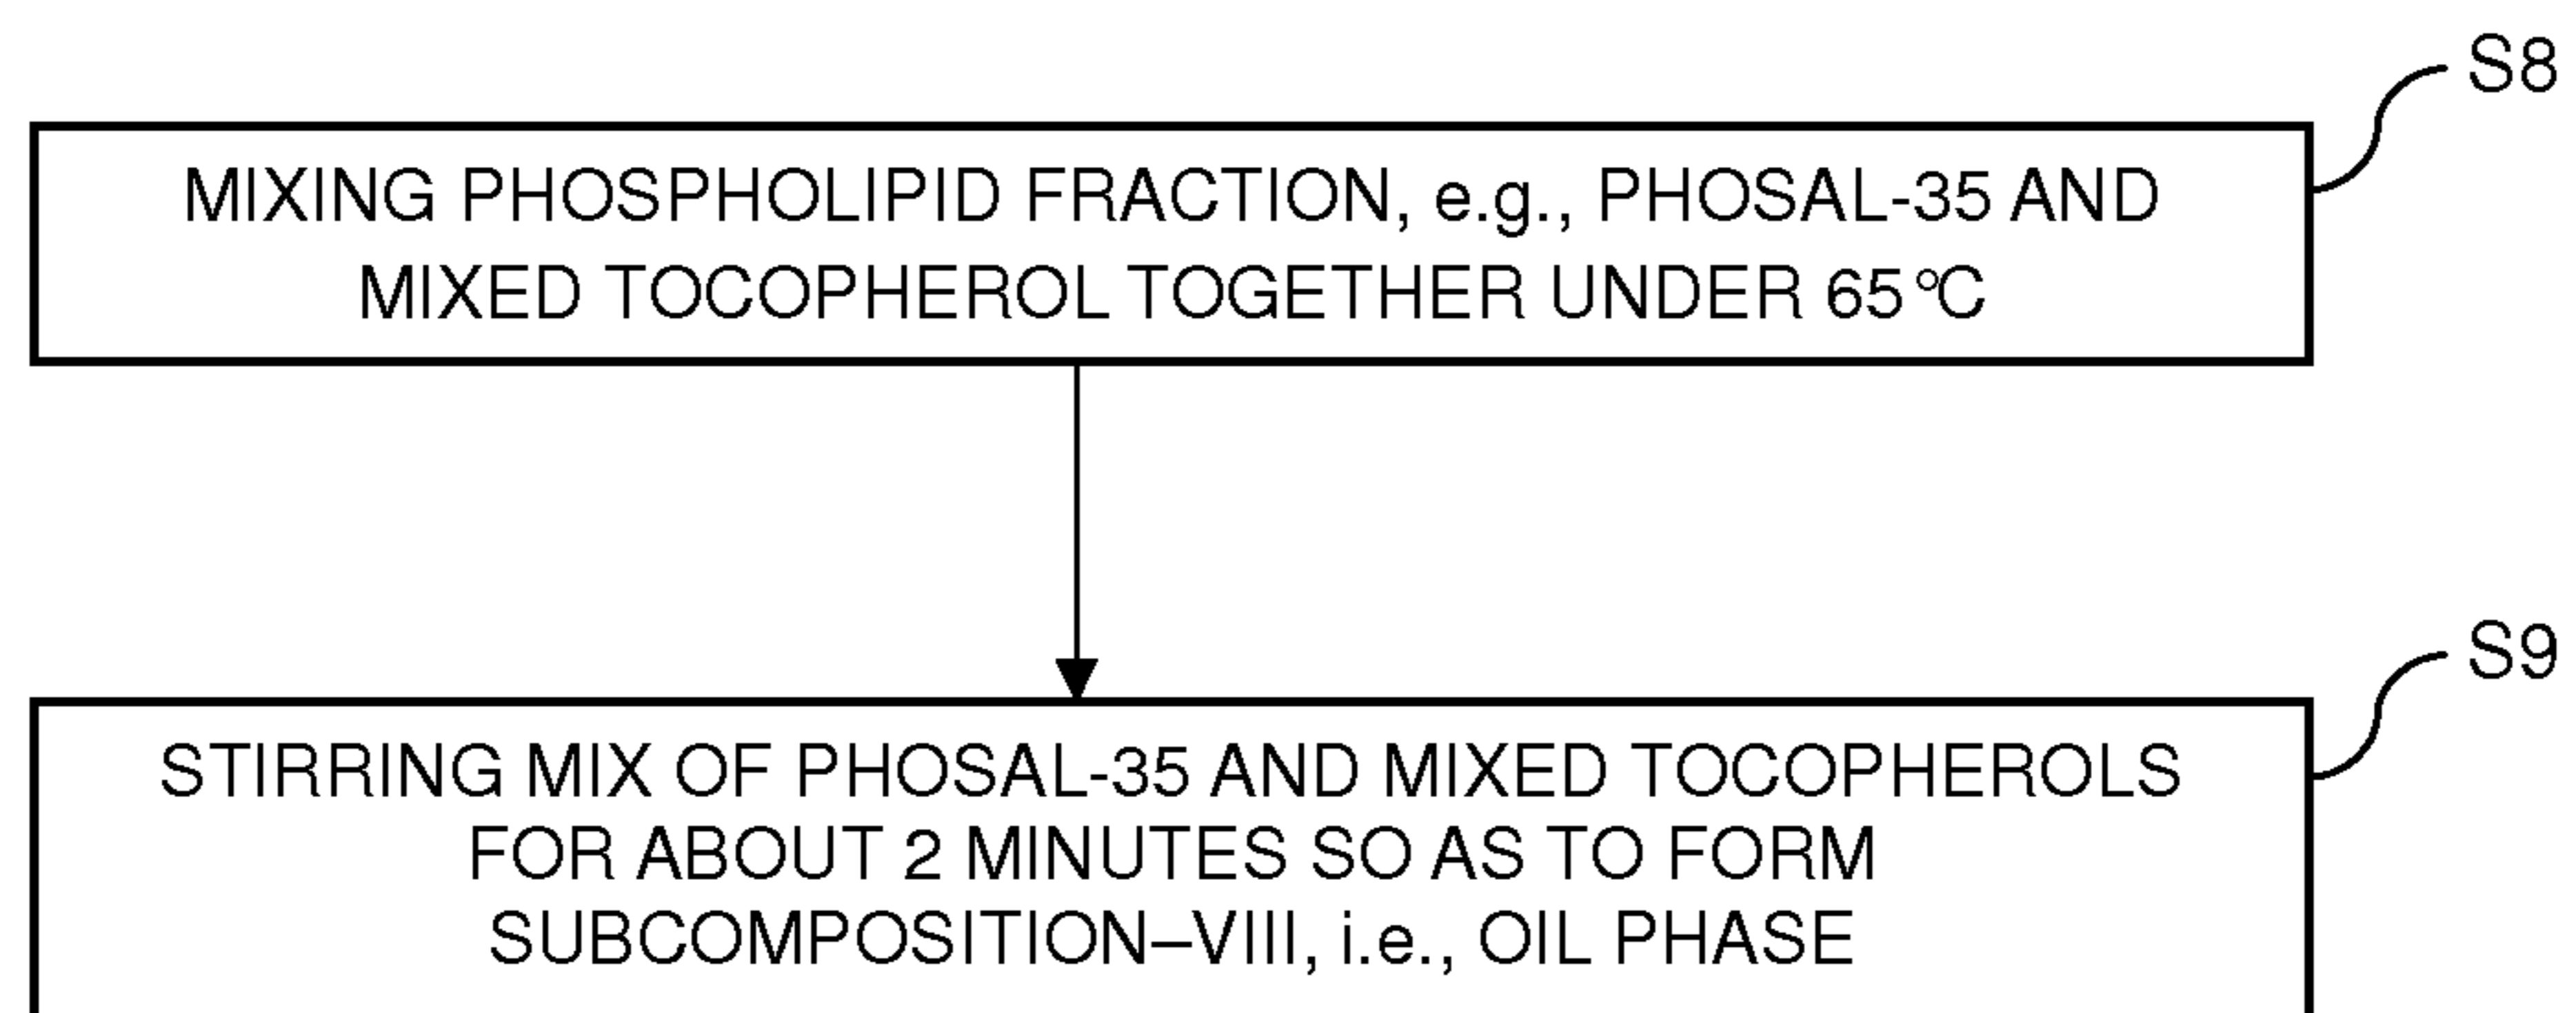 S8
MIXING PHOSPHOLIPID FRACTION, e.g., PHOSAL-35 AND
MIXED TOCOPHEROL TOGETHER UNDER 65°C
S9
STIRRING MIX OF PHOSAL-35 AND MIXED TOCOPHEROLS
FOR ABOUT 2 MINUTES SO AS TO FORM
SUBCOMPOSITION–VIII, i.e., OIL PHASE